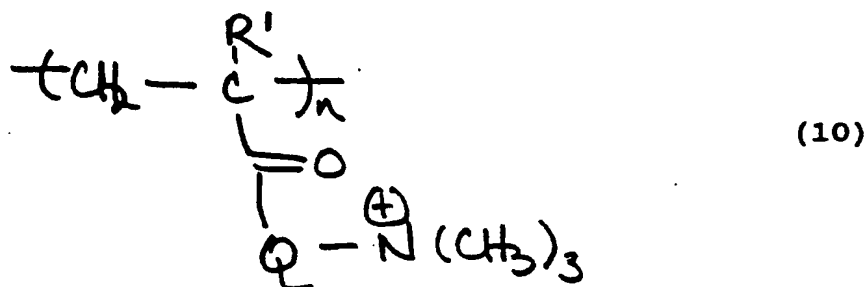 R'
-(CH2-C-)n
(10)
C=O
Q-N⊕(CH3)3